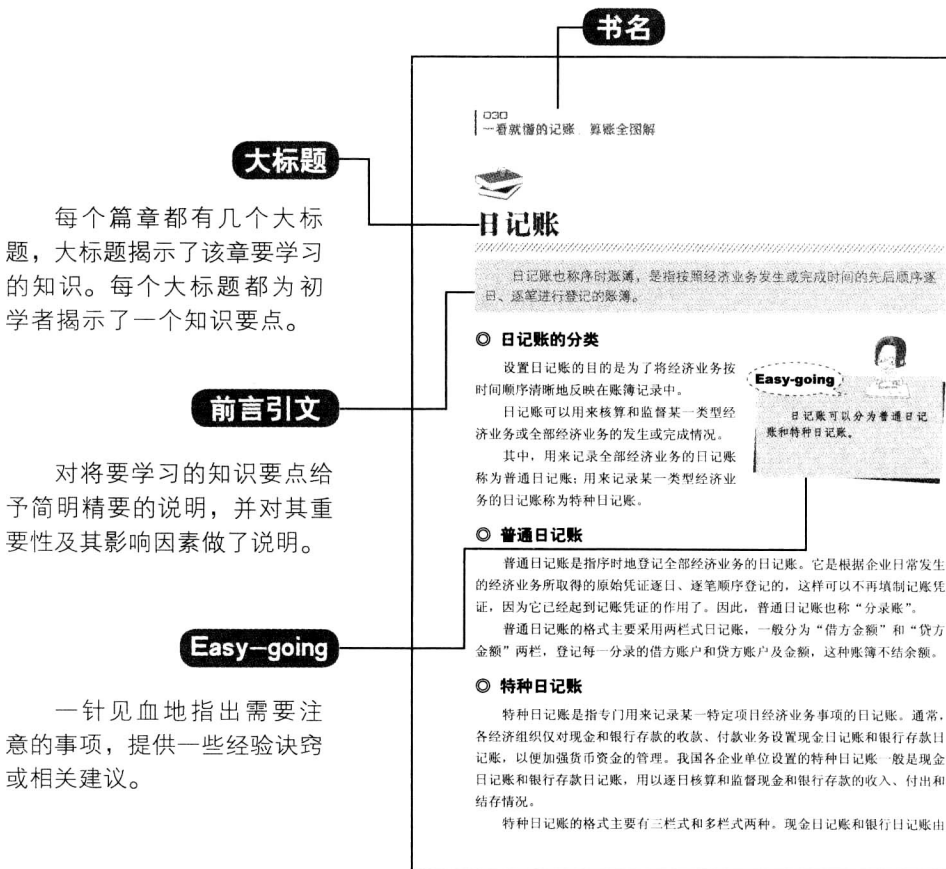 书名
030
一看就懂的记账、算账全图解
大标题
每个篇章都有几个大标
题，大标题揭示了该章要学习
的知识。每个大标题都为初
学者揭示了一个知识要点。
日记账
日记账也称序时账薄，是指按照经济业务发生或完成时间的先后顺序逐
日、逐笔进行登记的账薄。
前言引文
对将要学习的知识要点给
予简明精要的说明，并对其重
要性及其影响因素做了说明。
◎ 日记账的分类
设置日记账的目的是为了将经济业务按
时间顺序清晰地反映在账簿记录中。
日记账可以用来核算和监督某一类型经
济业务或全部经济业务的发生或完成情况。
其中，用来记录全部经济业务的日记账
称为普通日记账；用来记录某一类型经济业
务的日记账称为特种日记账。
Easy-going
日记账可以分为普通日记
账和特种日记账。
◎ 普通日记账
普通日记账是指序时地登记全部经济业务的日记账。它是根据企业日常发生
的经济业务所取得的原始凭证逐日、逐笔顺序登记的，这样可以不再填制记账凭
证，因为它已经起到记账凭证的作用了。因此，普通日记账也称“分录账”。
普通日记账的格式主要采用两栏式日记账，一般分为“借方金额”和“贷方
金额”两栏，登记每一分录的借方账户和贷方账户及金额，这种账簿不结余额。
Easy—going
一针见血地指出需要注
意的事项，提供一些经验诀窍
或相关建议。
◎ 特种日记账
特种日记账是指专门用来记录某一特定项目经济业务事项的日记账。通常，
各经济组织仅对现金和银行存款的收款、付款业务设置现金日记账和银行存款日
记账，以便加强货币资金的管理。我国各企业单位设置的特种日记账一般是现金
日记账和银行存款日记账，用以逐日核算和监督现金和银行存款的收入、付出和
结存情况。
特种日记账的格式主要有三栏式和多栏式两种。现金日记账和银行日记账由